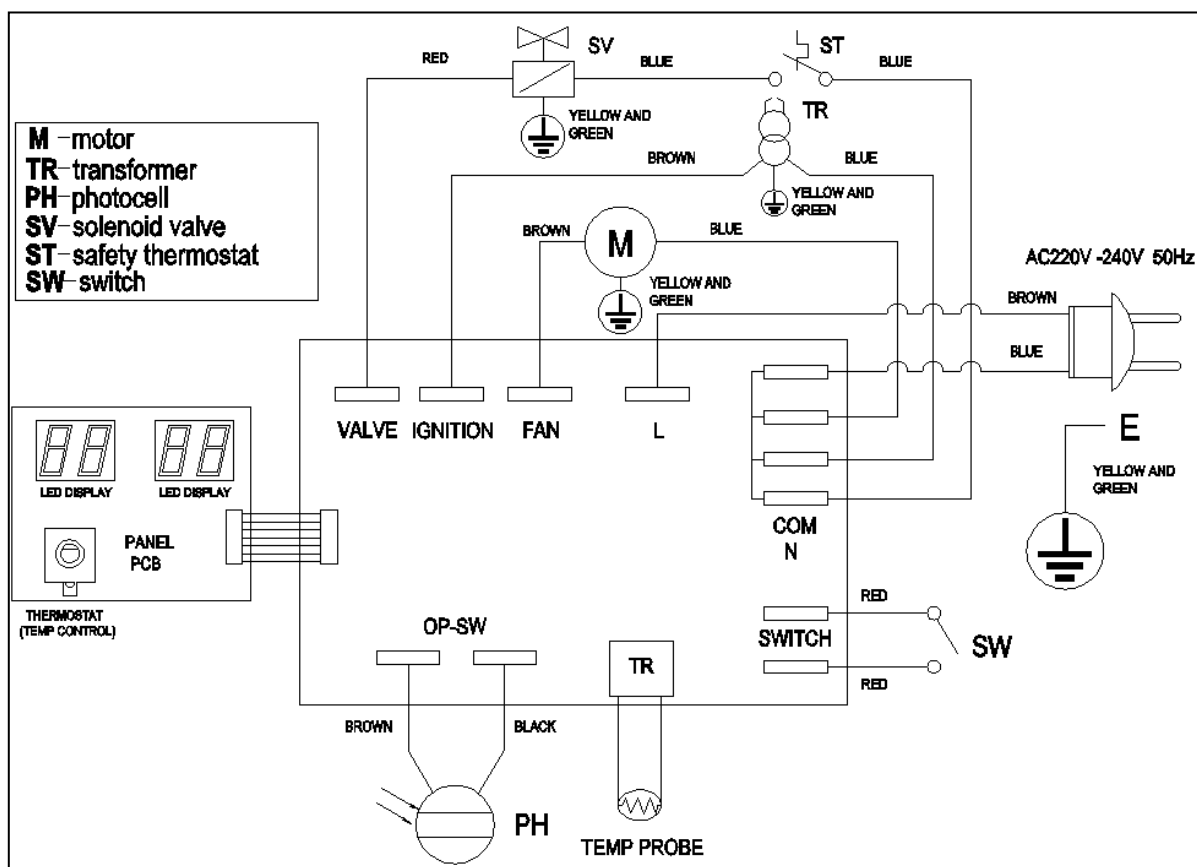 SV
ST
RED
BLUE
BLUE
TR
YELLOW AND
GREEN
M-motor
TR-transformer
PH-photocell
SV-solenoid valve
ST-safety thermostat
SW-switch
BROWN
BLUE
YELLOW AND
GREEN
BROWN
M
BLUE
AC220V -240V 50Hz
YELLOW AND
GREEN
BROWN
BLUE
VALVE
IGNITION
FAN
L
E
LED DISPLAY
LED DISPLAY
YELLOW AND
GREEN
PANEL
PCB
COM
N
THERMOSTAT
(TEMP CONTROL)
OP-SW
RED
SWITCH
SW
TR
RED
BROWN
BLACK
PH
TEMP PROBE